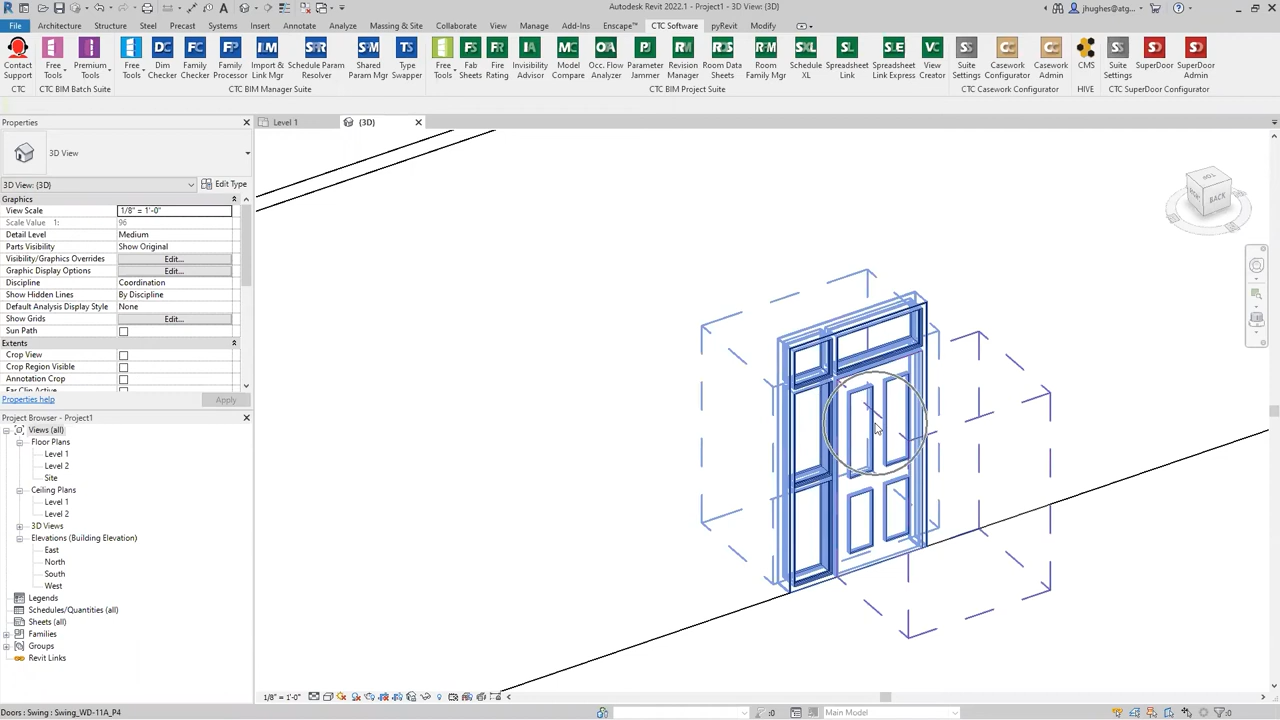 Autodesk Revit 2022.1 - Project1 - 3D View: {3D}
jhughes@atg...
File Architecture Structure Steel Precast Systems Insert Annotate Analyze Massing & Site Collaborate View Manage Add-Ins Enscape™ CTC Software pyRevit Modify
Contact Support
Free Tools
Premium Tools
Free Tools
Dim Checker
Family Checker
Family Processor
Import & Link Mgr
Schedule Param Resolver
Shared Param Mgr
Type Swapper
Free Tools
Fab Sheets
Fire Rating
Invisibility Advisor
Model Compare
Occ. Flow Analyzer
Parameter Jammer
Revision Manager
Room Data Sheets
Room Family Mgr
Schedule XL
Spreadsheet Link
Spreadsheet Link Express
View Creator
Suite Settings
Casework Configurator
Casework Admin
CMS
Suite Settings
SuperDoor
SuperDoor Admin
CTC CTC BIM Batch Suite CTC BIM Manager Suite CTC BIM Project Suite CTC Casework Configurator HIVE CTC SuperDoor Configurator
Properties
Level 1
{3D}
3D View
3D View: {3D} Edit Type
Graphics
View Scale 1/8" = 1'-0"
Scale Value 1: 96
Detail Level Medium
Parts Visibility Show Original
Visibility/Graphics Overrides Edit...
Graphic Display Options Edit...
Discipline Coordination
Show Hidden Lines By Discipline
Default Analysis Display Style None
Show Grids Edit...
Sun Path
Extents
Crop View
Crop Region Visible
Annotation Crop
Far Clip Active
Properties help Apply
Project Browser - Project1
Views (all)
Floor Plans
Level 1
Level 2
Site
Ceiling Plans
Level 1
Level 2
3D Views
Elevations (Building Elevation)
East
North
South
West
Legends
Schedules/Quantities (all)
Sheets (all)
Families
Groups
Revit Links
BACK
TOP
1/8" = 1'-0"
Doors : Swing : Swing_WD-11A_P4
:0
Main Model
:0